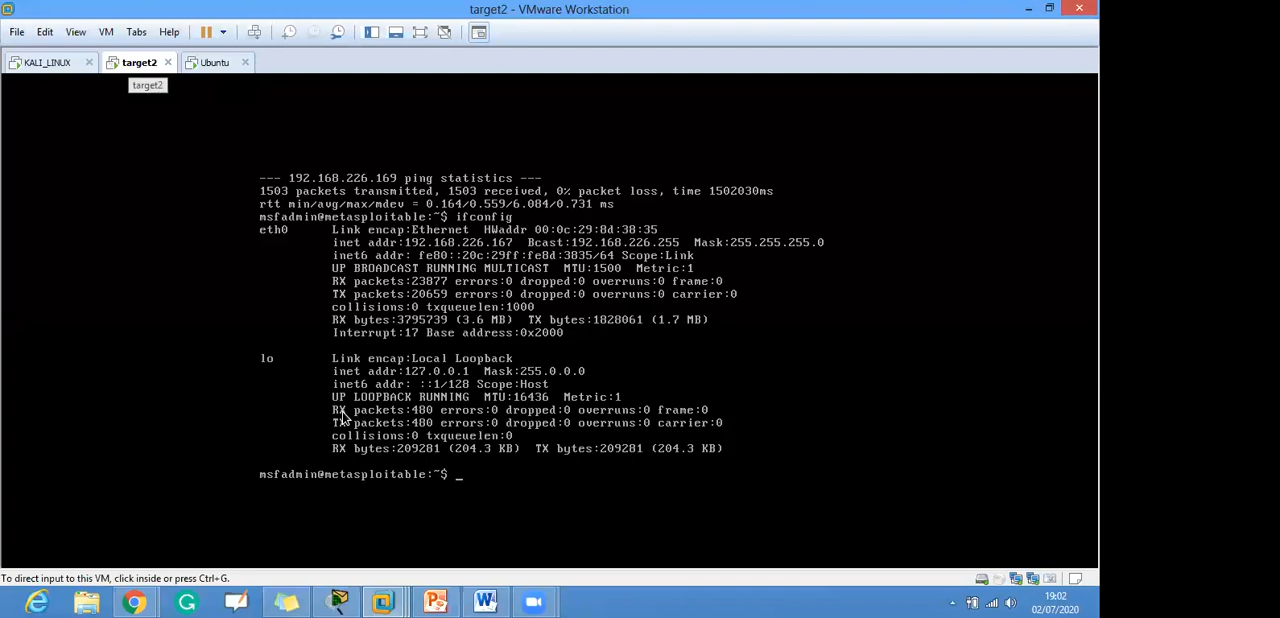 target2 - VMware Workstation
File Edit View VM Tabs Help
KALI_LINUX target2 Ubuntu
target2
--- 192.168.226.169 ping statistics ---
1503 packets transmitted, 1503 received, 0% packet loss, time 1502030ms
rtt min/avg/max/mdev = 0.164/0.559/6.084/0.731 ms
msfadmin@metasploitable:~$ ifconfig
eth0 Link encap:Ethernet HWaddr 00:0c:29:8d:38:35
inet addr:192.168.226.167 Bcast:192.168.226.255 Mask:255.255.255.0
inet6 addr: fe80::20c:29ff:fe8d:3835/64 Scope:Link
UP BROADCAST RUNNING MULTICAST MTU:1500 Metric:1
RX packets:23877 errors:0 dropped:0 overruns:0 frame:0
TX packets:20659 errors:0 dropped:0 overruns:0 carrier:0
collisions:0 txqueuelen:1000
RX bytes:3795739 (3.6 MB) TX bytes:1828061 (1.7 MB)
Interrupt:17 Base address:0x2000
lo Link encap:Local Loopback
inet addr:127.0.0.1 Mask:255.0.0.0
inet6 addr: ::1/128 Scope:Host
UP LOOPBACK RUNNING MTU:16436 Metric:1
RX packets:480 errors:0 dropped:0 overruns:0 frame:0
TX packets:480 errors:0 dropped:0 overruns:0 carrier:0
collisions:0 txqueuelen:0
RX bytes:209281 (204.3 KB) TX bytes:209281 (204.3 KB)
msfadmin@metasploitable:~$ _
To direct input to this VM, click inside or press Ctrl+G.
19:02
02/07/2020